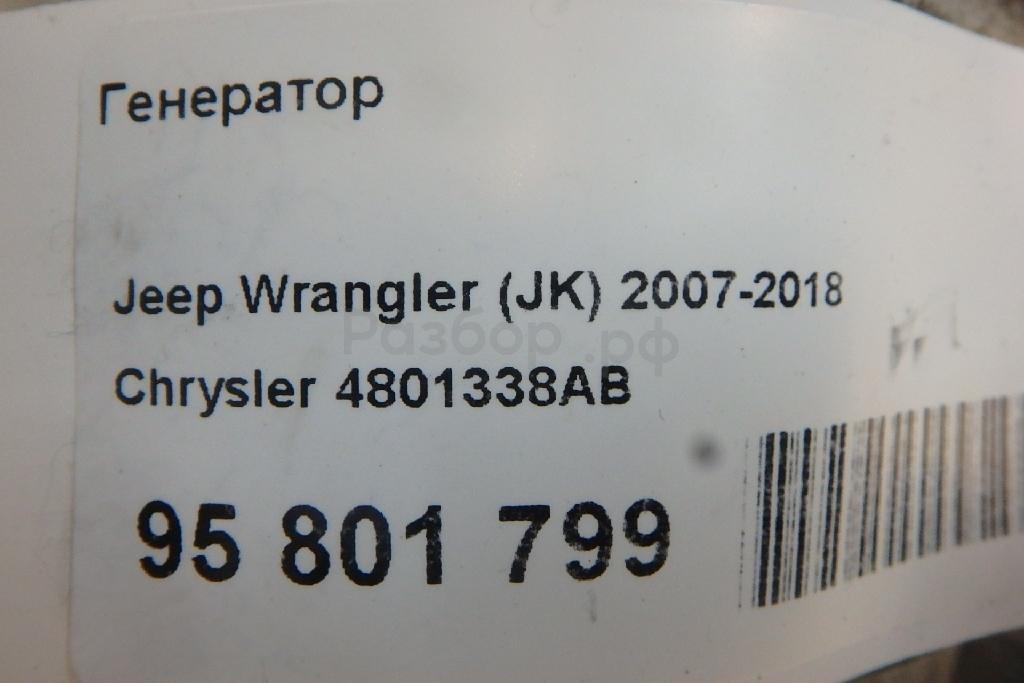 Генератор
Jeep Wrangler (JK) 2007-2018
Разбор.рф
Chrysler 4801338AB
95 801 799